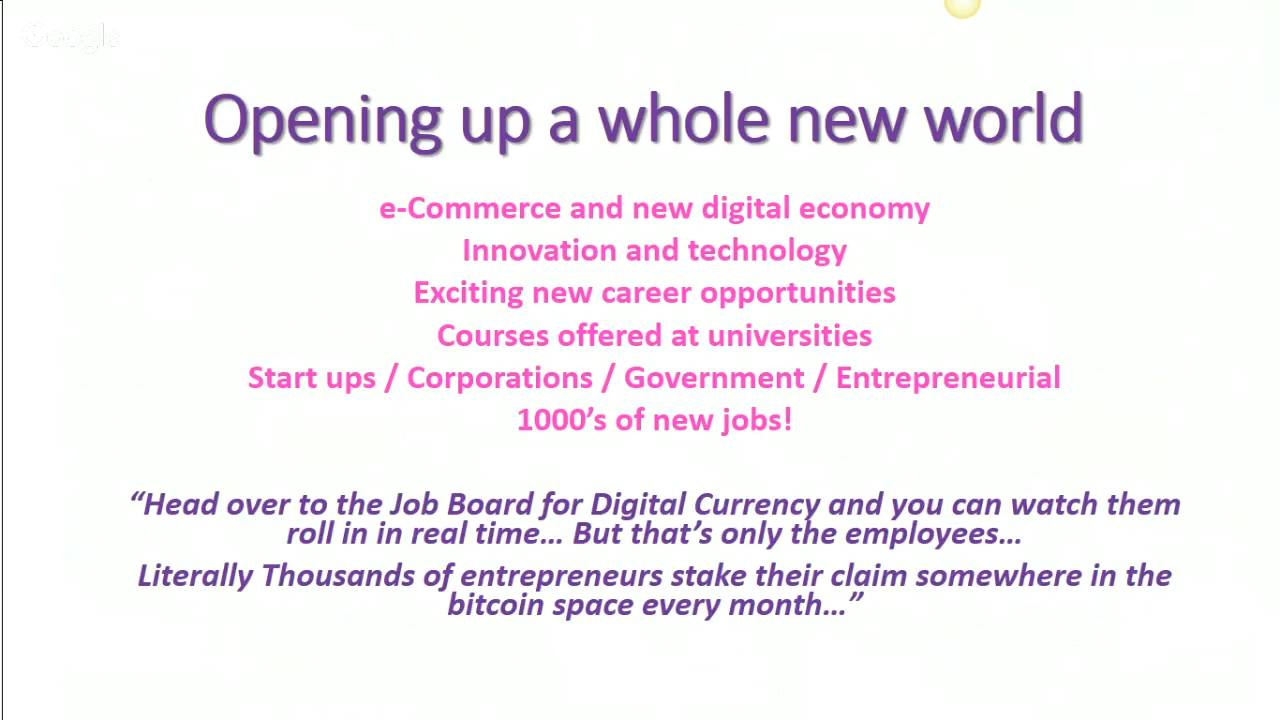 Google
Opening up a whole new world
e-Commerce and new digital economy
Innovation and technology
Exciting new career opportunities
Courses offered at universities
Start ups / Corporations / Government / Entrepreneurial
1000’s of new jobs!
“Head over to the Job Board for Digital Currency and you can watch them
roll in in real time... But that’s only the employees...
Literally Thousands of entrepreneurs stake their claim somewhere in the
bitcoin space every month...”